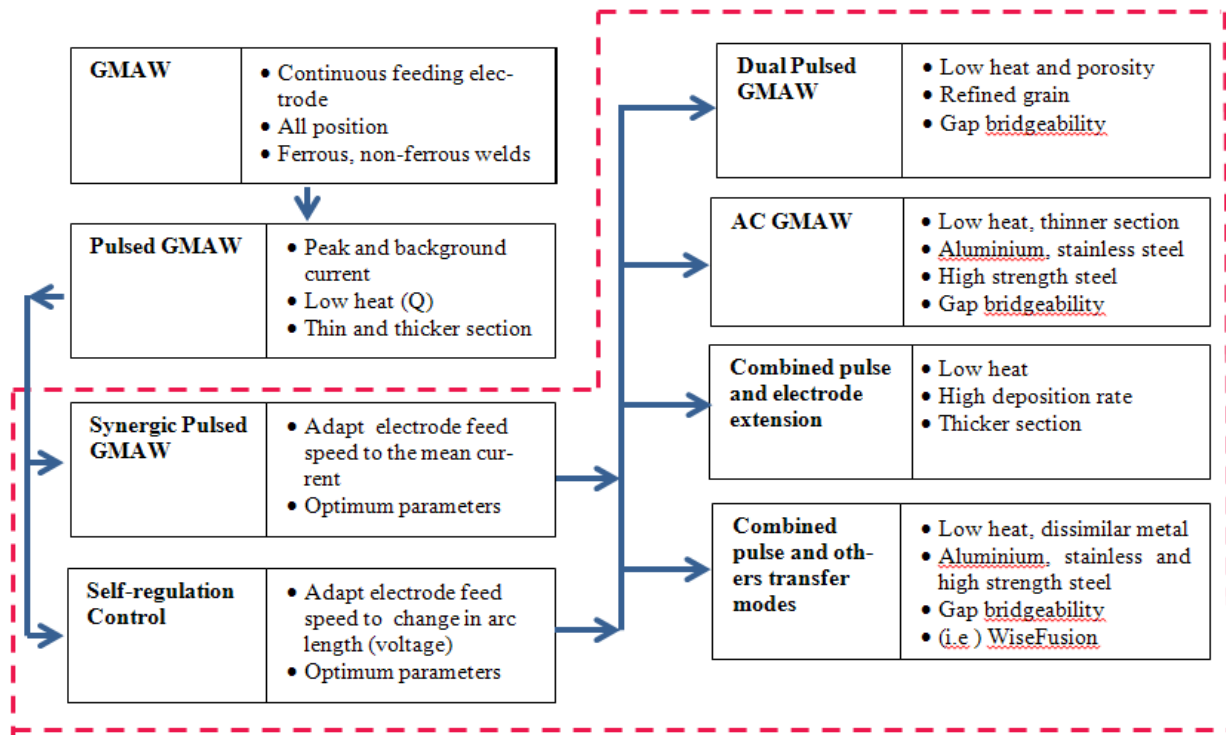 GMAW
• Continuous feeding elec-
trode
• All position
• Ferrous, non-ferrous welds
Pulsed GMAW
• Peak and background
current
• Low heat (Q)
• Thin and thicker section
Synergic Pulsed
GMAW
• Adapt electrode feed
speed to the mean cur-
rent
• Optimum parameters
Self-regulation
Control
• Adapt electrode feed
speed to change in arc
length (voltage)
• Optimum parameters
Dual Pulsed
GMAW
• Low heat and porosity
• Refined grain
• Gap bridgeability
AC GMAW
• Low heat, thinner section
• Aluminium, stainless steel
• High strength steel
• Gap bridgeability
Combined pulse
and electrode
extension
• Low heat
• High deposition rate
• Thicker section
Combined
pulse and oth-
ers transfer
modes
• Low heat, dissimilar metal
• Aluminium, stainless and
high strength steel
• Gap bridgeability
• (i.e ) WiseFusion